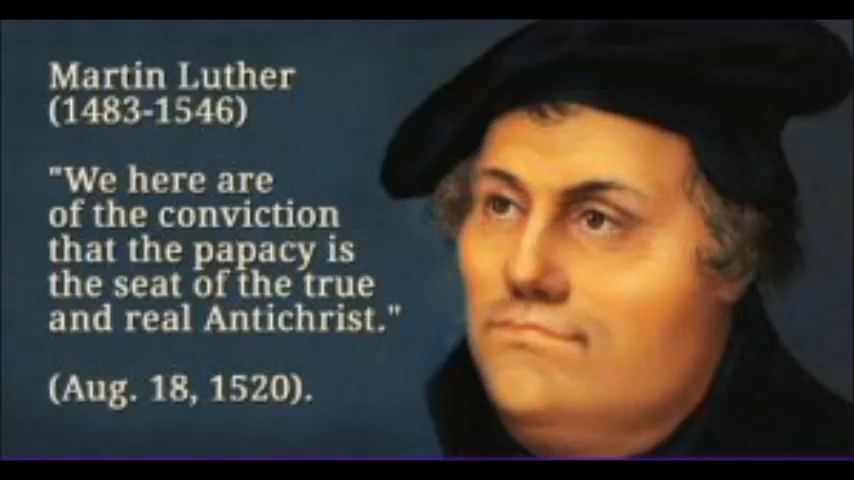 Martin Luther
(1483-1546)
"We here are
of the conviction
that the papacy is
the seat of the true
and real Antichrist."
(Aug. 18, 1520).